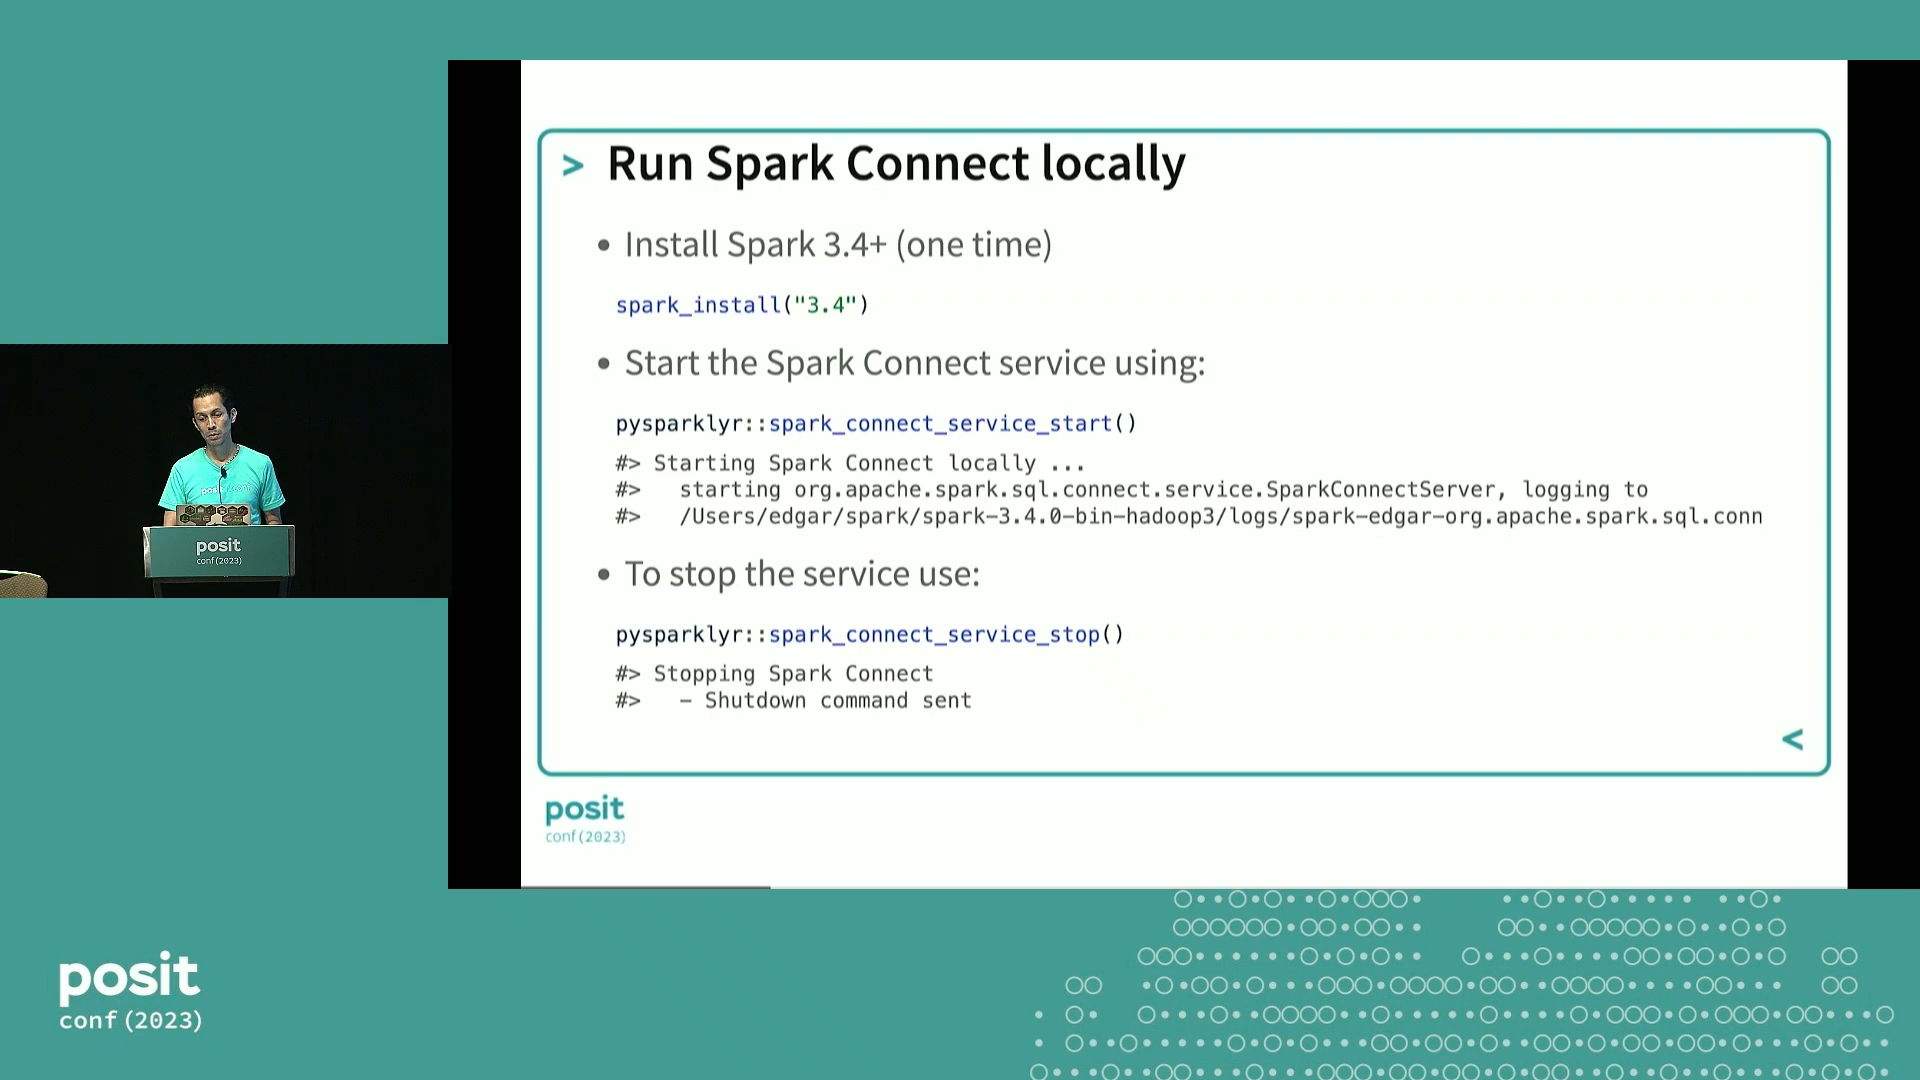 > Run Spark Connect locally
• Install Spark 3.4+ (one time)
spark_install("3.4")
• Start the Spark Connect service using:
pysparklyr::spark_connect_service_start()
#> Starting Spark Connect locally ...
#>   starting org.apache.spark.sql.connect.service.SparkConnectServer, logging to
#>   /Users/edgar/spark/spark-3.4.0-bin-hadoop3/logs/spark-edgar-org.apache.spark.sql.conn
• To stop the service use:
pysparklyr::spark_connect_service_stop()
#> Stopping Spark Connect
#>   - Shutdown command sent
<
posit
conf(2023)
posit
conf(2023)
posit
conf(2023)
posit conf